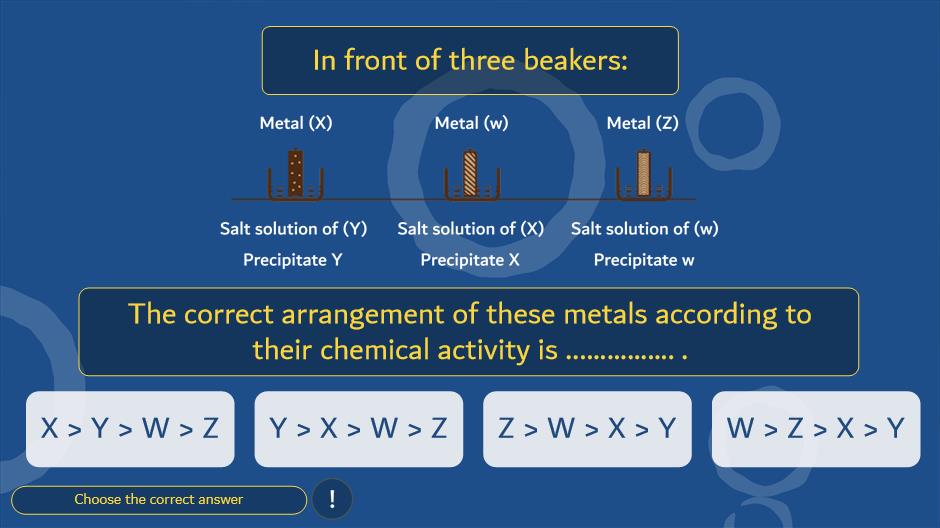 In front of three beakers:
Metal (X) Metal (w) Metal (Z)
Salt solution of (Y) Salt solution of (X) Salt solution of (w)
Precipitate Y Precipitate X Precipitate w
The correct arrangement of these metals according to
their chemical activity is ................ .
X > Y > W > Z Y > X > W > Z Z > W > X > Y W > Z > X > Y
Choose the correct answer !